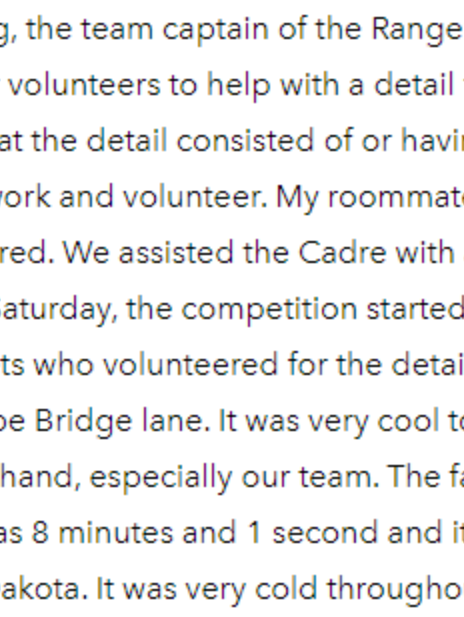 g, the team captain of the Range
volunteers to help with a detail
at the detail consisted of or havin
work and volunteer. My roommate
red. We assisted the Cadre with
Saturday, the competition started
ts who volunteered for the detai
pe Bridge lane. It was very cool to
hand, especially our team. The fa
as 8 minutes and 1 second and it
akota. It was very cold througho